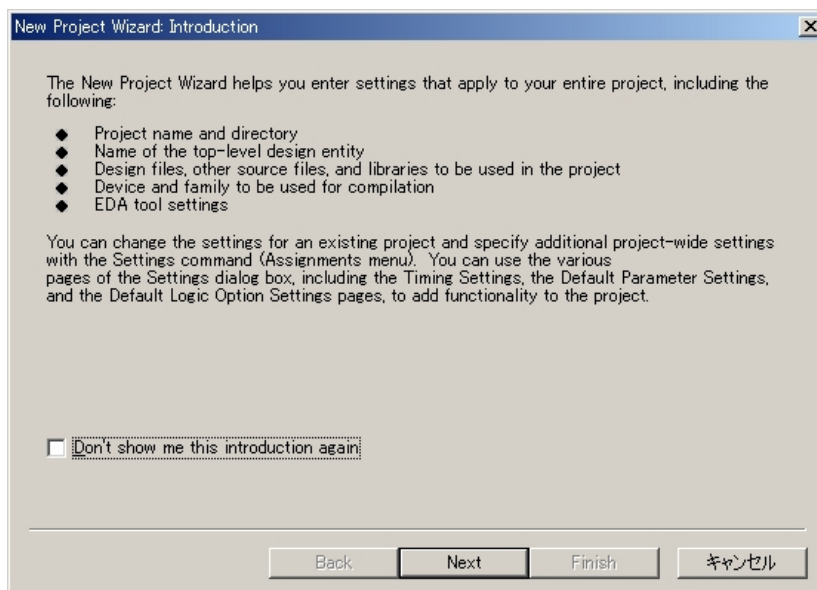 New Project Wizard: Introduction
The New Project Wizard helps you enter settings that apply to your entire project, including the
following:
◆ Project name and directory
◆ Name of the top-level design entity
◆ Design files, other source files, and libraries to be used in the project
◆ Device and family to be used for compilation
◆ EDA tool settings
You can change the settings for an existing project and specify additional project-wide settings
with the Settings command (Assignments menu). You can use the various
pages of the Settings dialog box, including the Timing Settings, the Default Parameter Settings,
and the Default Logic Option Settings pages, to add functionality to the project.
Don't show me this introduction again
Back Next Finish キャンセル